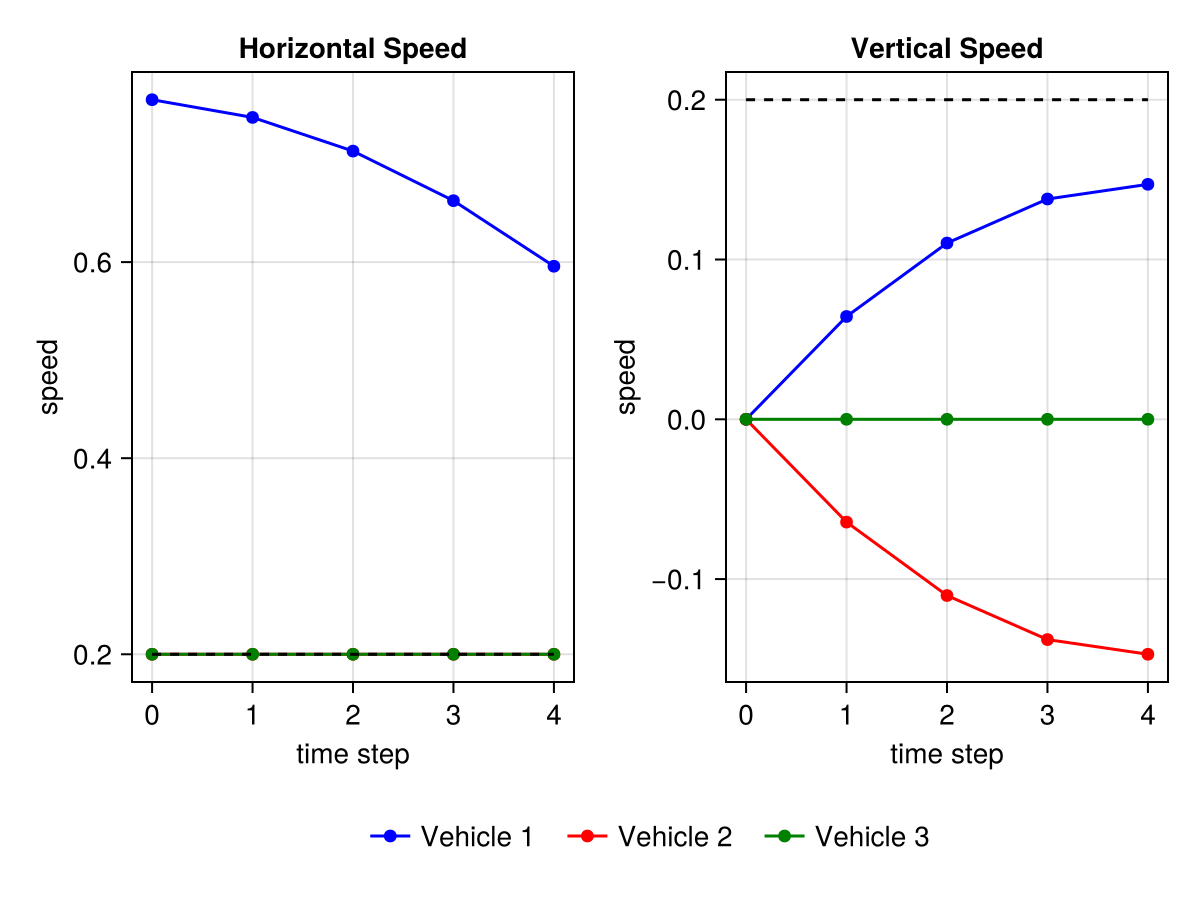 Horizontal Speed
speed
0.6
0.4
0.2
0 1 2 3 4
time step
Vertical Speed
speed
0.2
0.1
0.0
−0.1
0 1 2 3 4
time step
Vehicle 1 Vehicle 2 Vehicle 3